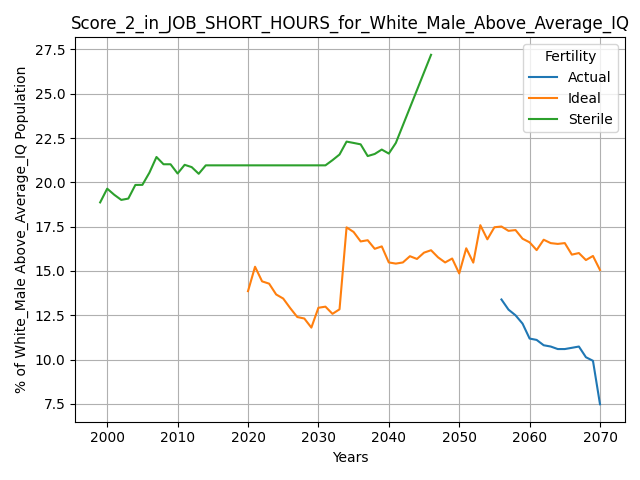 Score_2_in_JOB_SHORT_HOURS_for_White_Male_Above_Average_IQ
% of White_Male Above_Average_IQ Population
27.5
25.0
22.5
20.0
17.5
15.0
12.5
10.0
7.5
Fertility
Actual
Ideal
Sterile
2000 2010 2020 2030 2040 2050 2060 2070
Years